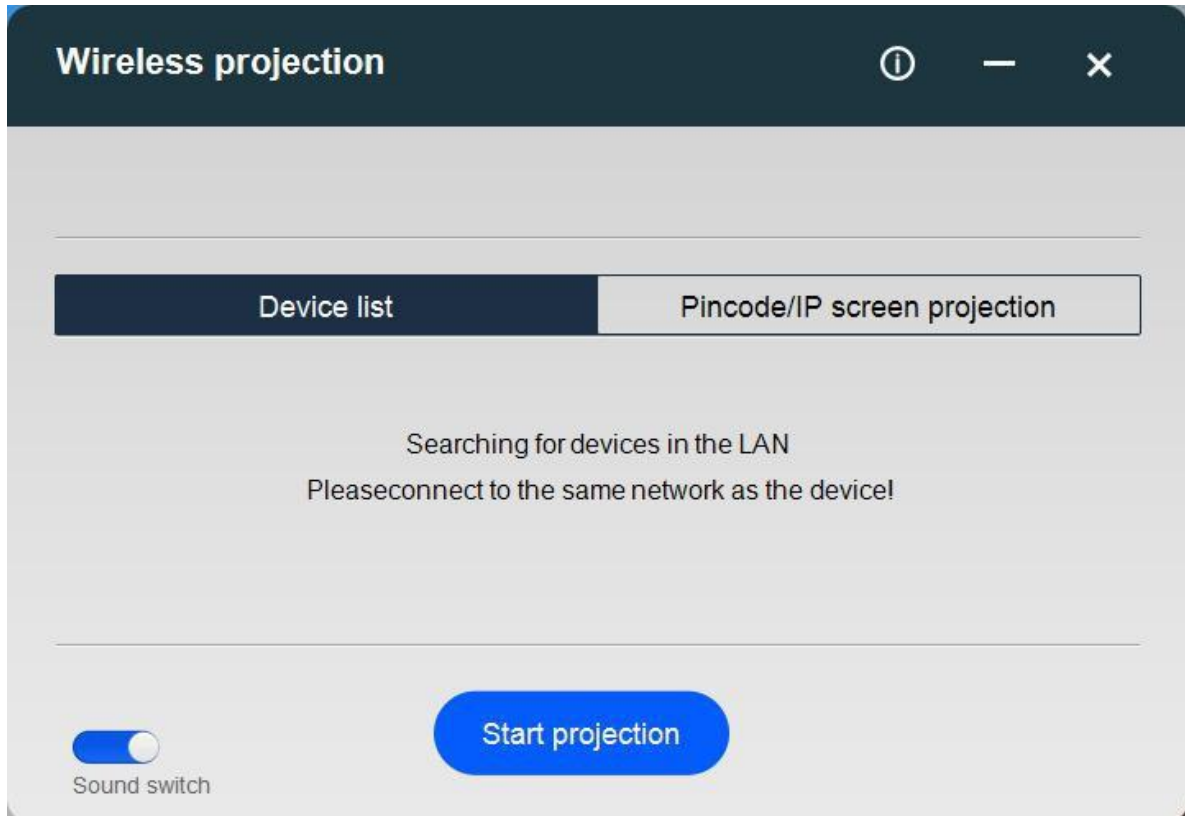 Wireless projection
Device list
Pincode/IP screen projection
Searching for devices in the LAN
Pleaseconnect to the same network as the device!
Start projection
Sound switch